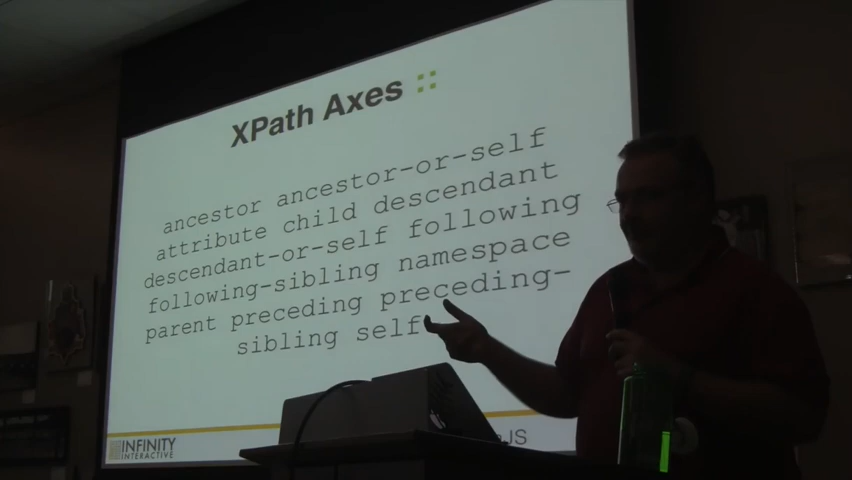 XPath Axes ::
ancestor ancestor-or-self
attribute child descendant
descendant-or-self following
following-sibling namespace
parent preceding preceding-
sibling self
INFINITY
INTERACTIVE
JS